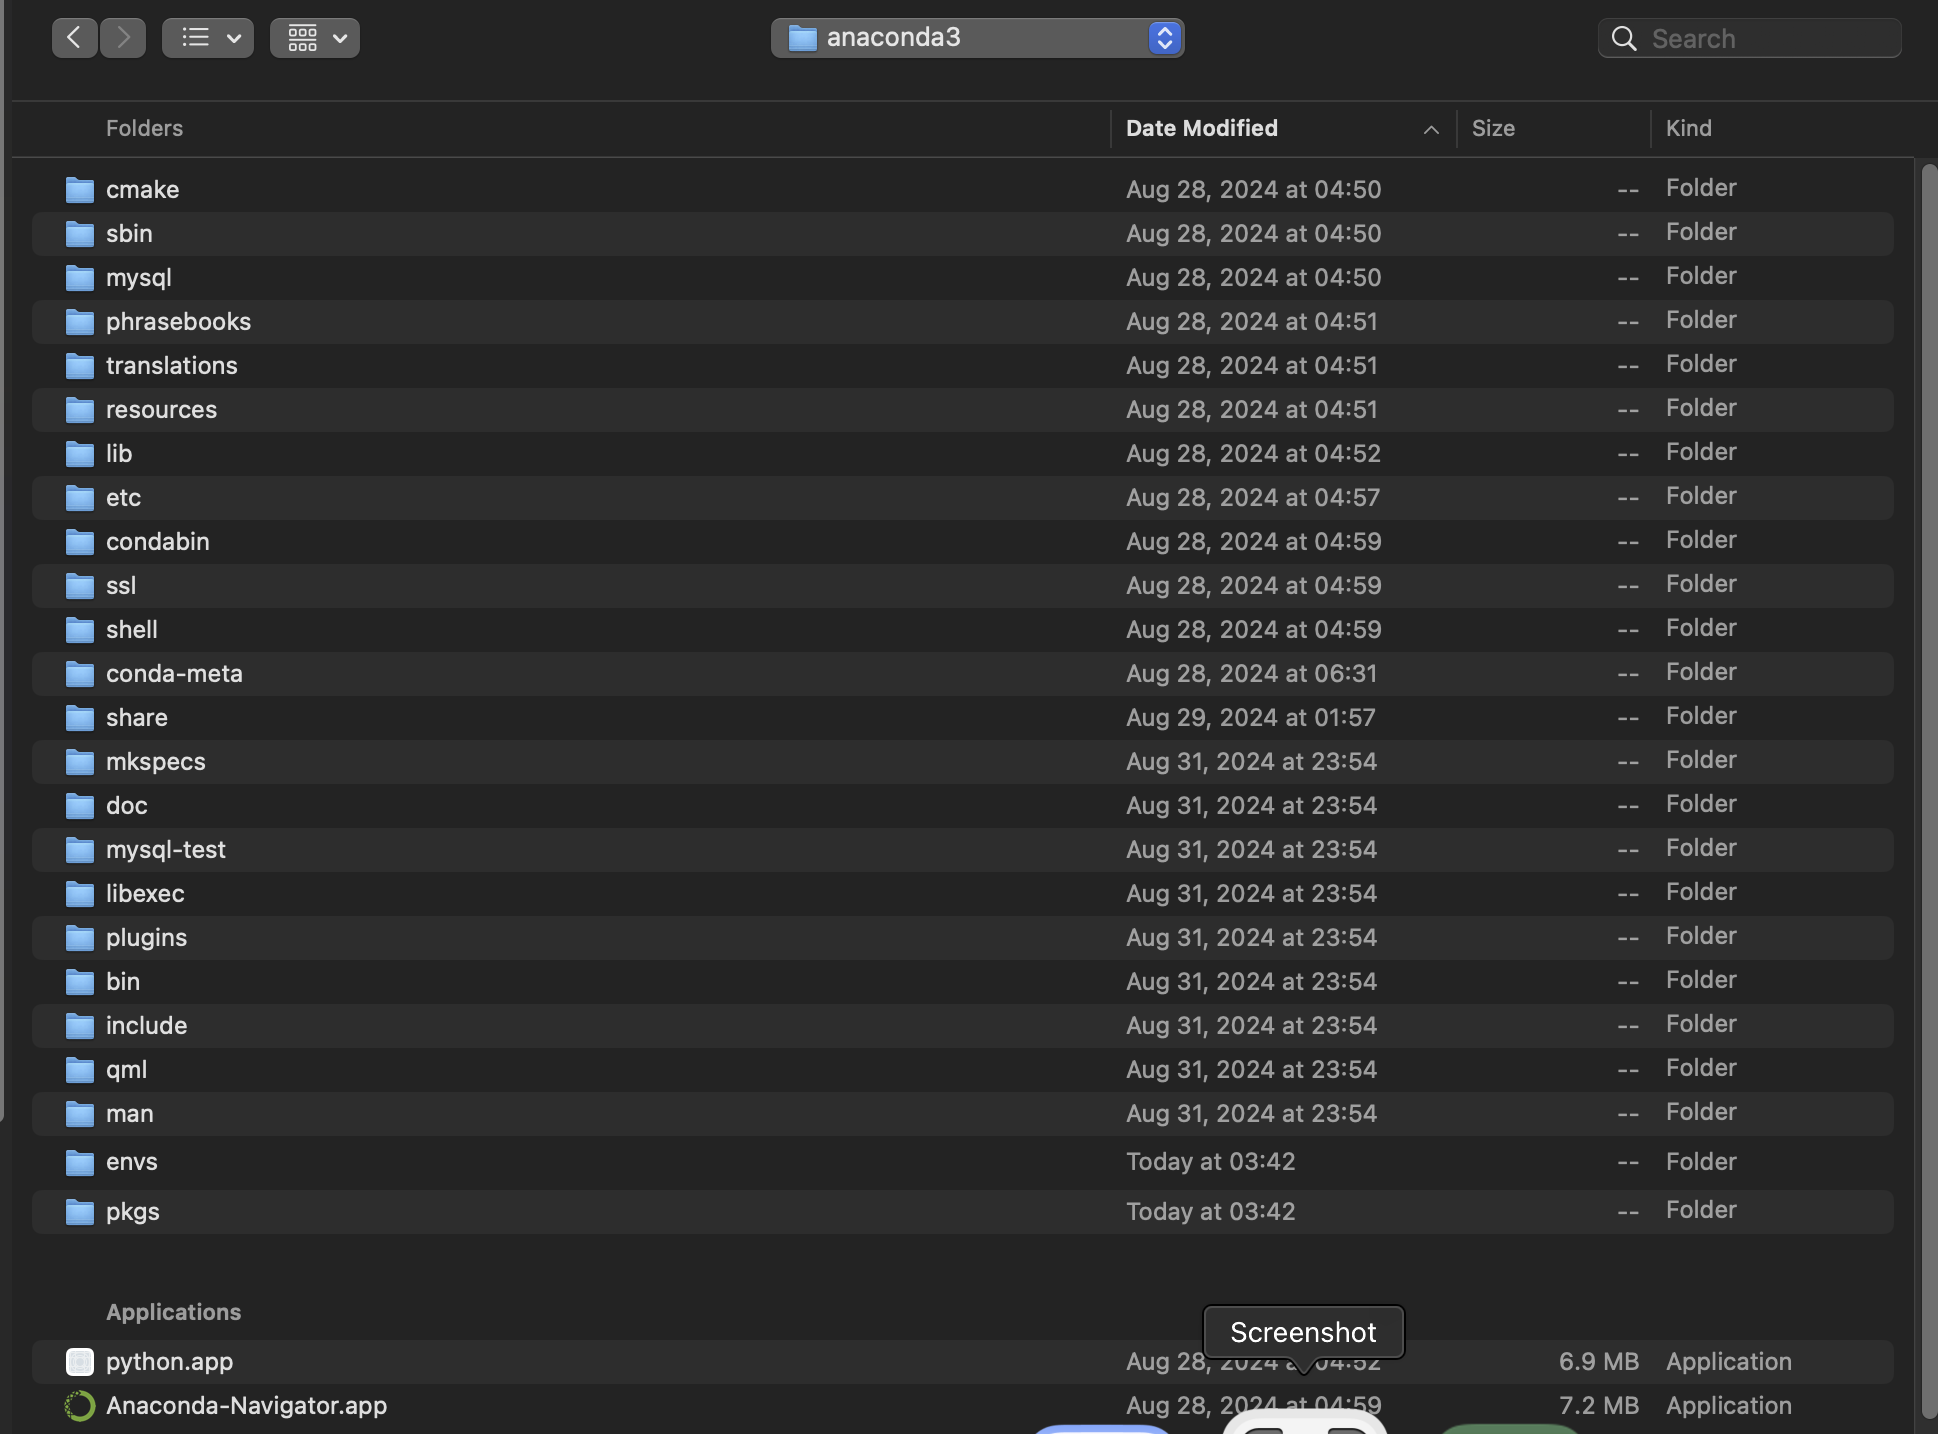 anaconda3
Search
Folders Date Modified Size Kind
cmake Aug 28, 2024 at 04:50 -- Folder
sbin Aug 28, 2024 at 04:50 -- Folder
mysql Aug 28, 2024 at 04:50 -- Folder
phrasebooks Aug 28, 2024 at 04:51 -- Folder
translations Aug 28, 2024 at 04:51 -- Folder
resources Aug 28, 2024 at 04:51 -- Folder
lib Aug 28, 2024 at 04:52 -- Folder
etc Aug 28, 2024 at 04:57 -- Folder
condabin Aug 28, 2024 at 04:59 -- Folder
ssl Aug 28, 2024 at 04:59 -- Folder
shell Aug 28, 2024 at 04:59 -- Folder
conda-meta Aug 28, 2024 at 06:31 -- Folder
share Aug 29, 2024 at 01:57 -- Folder
mkspecs Aug 31, 2024 at 23:54 -- Folder
doc Aug 31, 2024 at 23:54 -- Folder
mysql-test Aug 31, 2024 at 23:54 -- Folder
libexec Aug 31, 2024 at 23:54 -- Folder
plugins Aug 31, 2024 at 23:54 -- Folder
bin Aug 31, 2024 at 23:54 -- Folder
include Aug 31, 2024 at 23:54 -- Folder
qml Aug 31, 2024 at 23:54 -- Folder
man Aug 31, 2024 at 23:54 -- Folder
envs Today at 03:42 -- Folder
pkgs Today at 03:42 -- Folder
Applications
Screenshot
python.app Aug 28, 2024 at 04:52 6.9 MB Application
Anaconda-Navigator.app Aug 28, 2024 at 04:59 7.2 MB Application